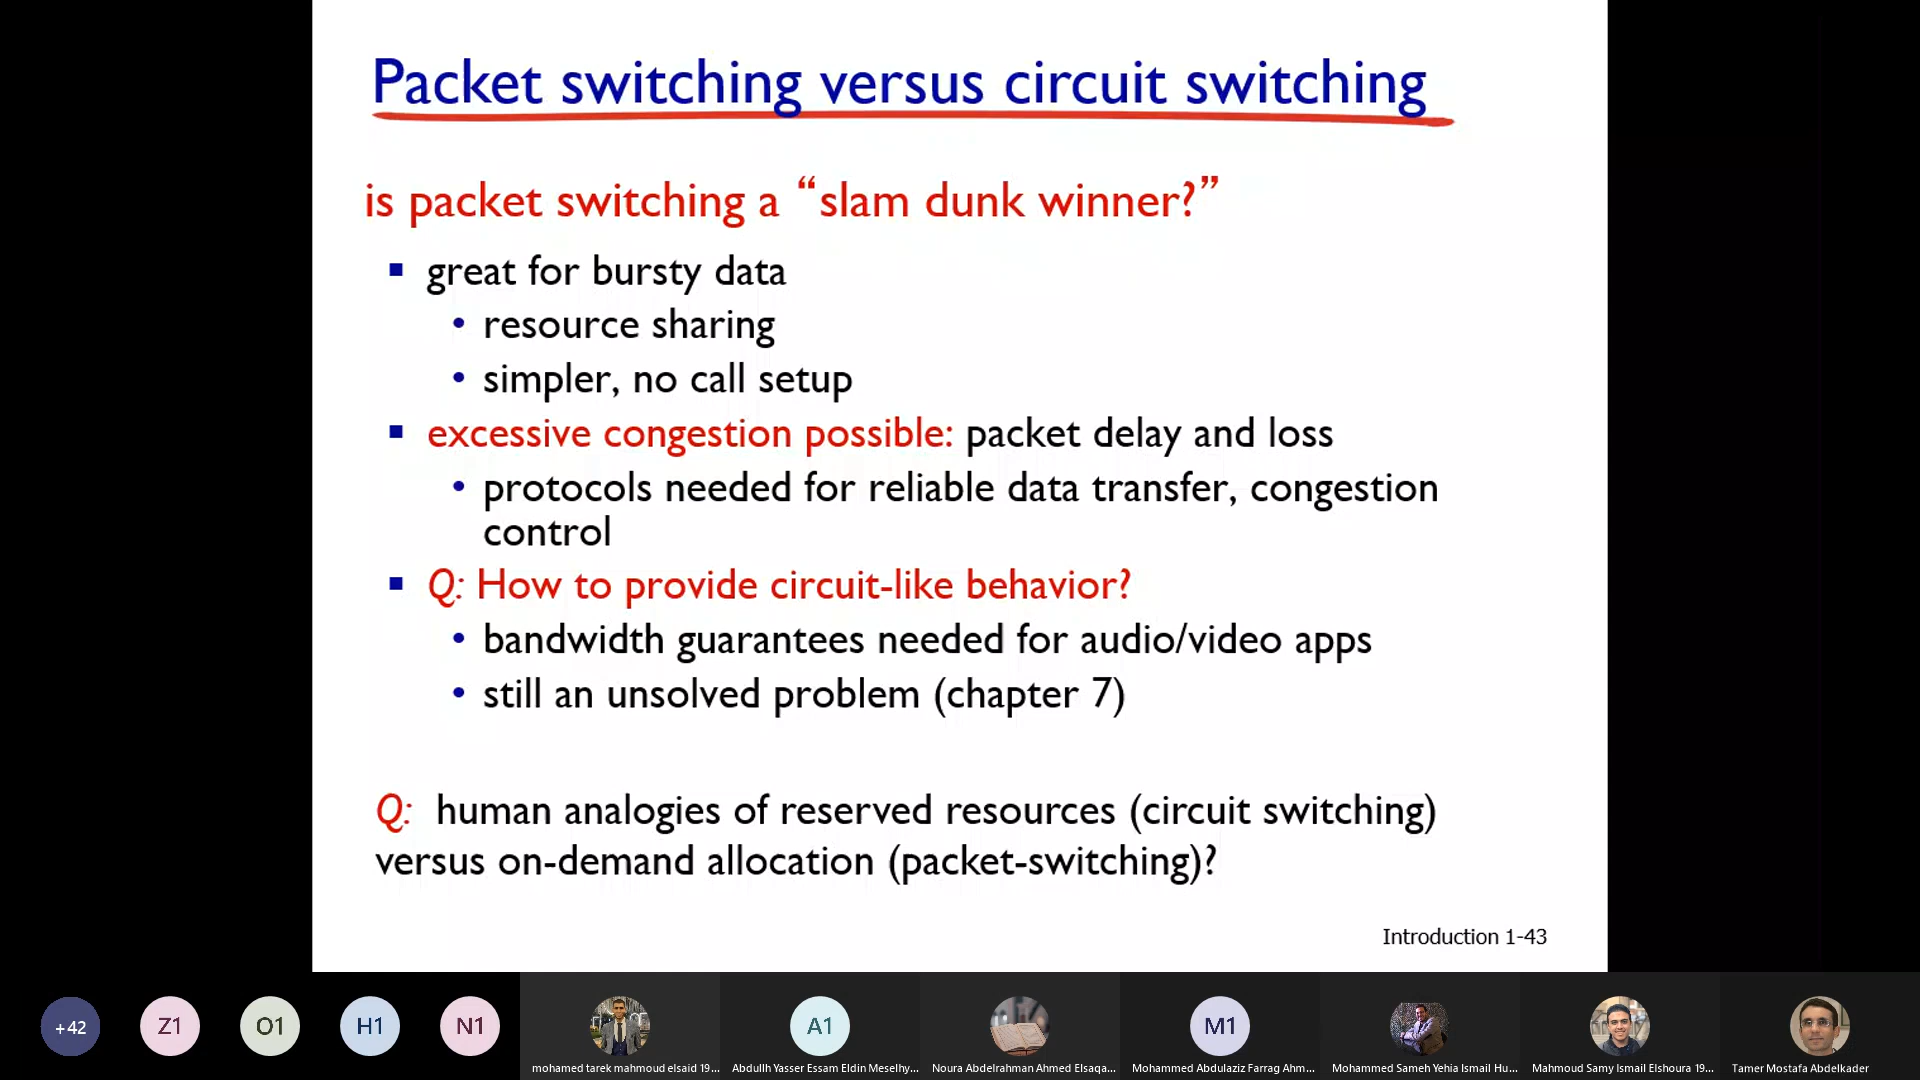 Packet switching versus circuit switching
is packet switching a “slam dunk winner?”
great for bursty data
resource sharing
simpler, no call setup
excessive congestion possible: packet delay and loss
protocols needed for reliable data transfer, congestion
control
Q: How to provide circuit-like behavior?
bandwidth guarantees needed for audio/video apps
still an unsolved problem (chapter 7)
Q: human analogies of reserved resources (circuit switching)
versus on-demand allocation (packet-switching)?
Introduction 1-43
+42
Z1
O1
H1
N1
A1
M1
mohamed tarek mahmoud elsaid 19...
Abdullh Yasser Essam Eldin Meselhy...
Noura Abdelrahman Ahmed Elsaqa...
Mohammed Abdulaziz Farrag Ahm...
Mohammed Sameh Yehia Ismail Hu...
Mahmoud Samy Ismail Elshoura 19...
Tamer Mostafa Abdelkader